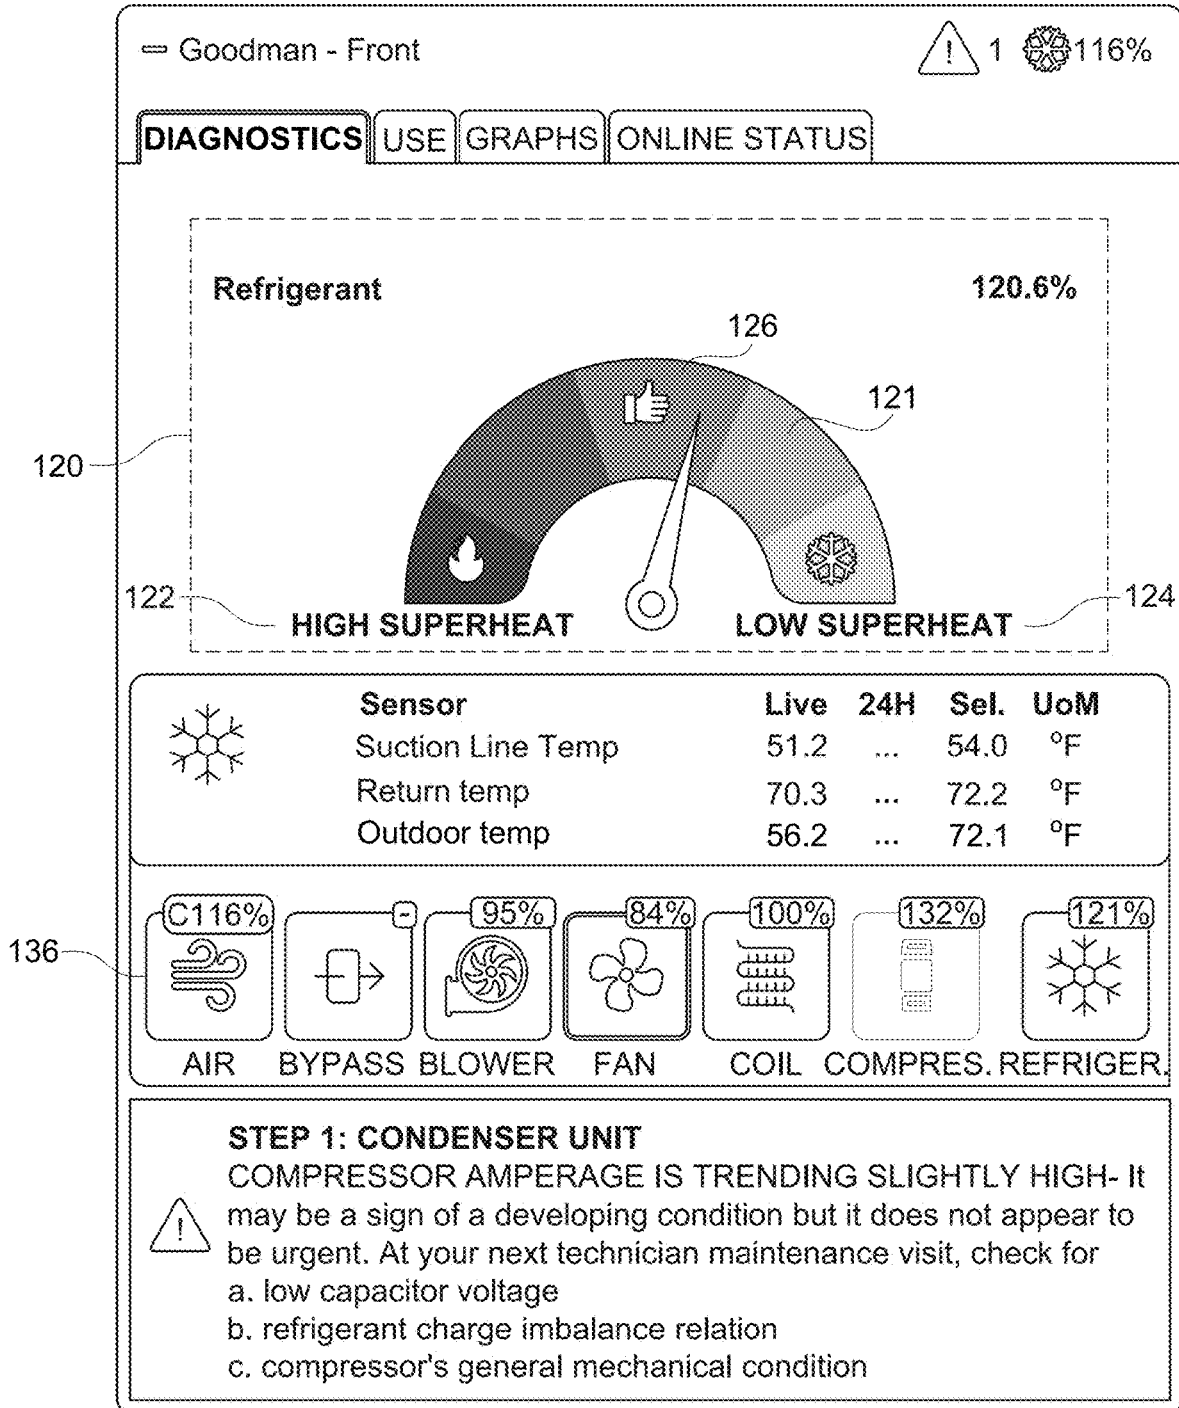 Goodman - Front 1 116%
DIAGNOSTICS USE GRAPHS ONLINE STATUS
Refrigerant 120.6%
126
121
120
122
HIGH SUPERHEAT LOW SUPERHEAT
124
Sensor Live 24H Sel. UoM
Suction Line Temp 51.2 ... 54.0 °F
Return temp 70.3 ... 72.2 °F
Outdoor temp 56.2 ... 72.1 °F
C116% - 95% 84% 100% 132% 121%
136
AIR BYPASS BLOWER FAN COIL COMPRES. REFRIGER.
STEP 1: CONDENSER UNIT
COMPRESSOR AMPERAGE IS TRENDING SLIGHTLY HIGH- It
may be a sign of a developing condition but it does not appear to
be urgent. At your next technician maintenance visit, check for
a. low capacitor voltage
b. refrigerant charge imbalance relation
c. compressor's general mechanical condition